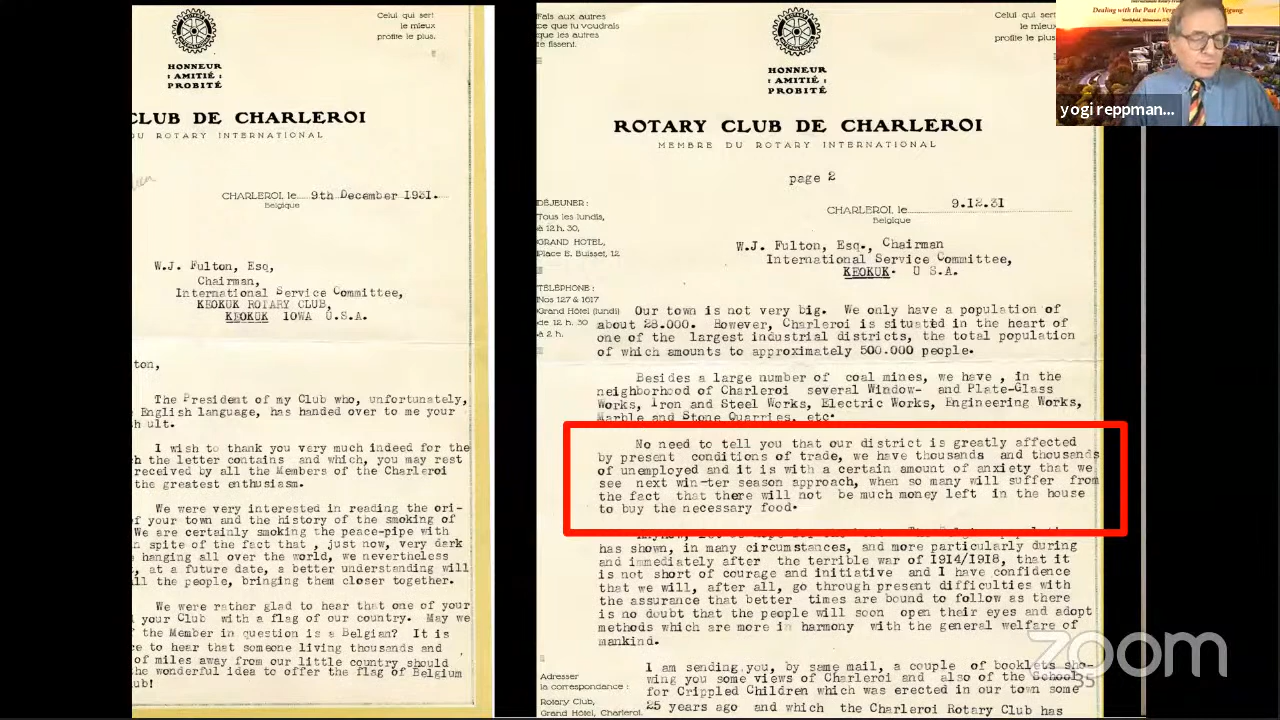 Celui qui sert
le mieux
profite le plus.
HONNEUR
: AMITIÉ :
PROBITÉ
CLUB DE CHARLEROI
DU ROTARY INTERNATIONAL
CHARLEROI, le 9th December 1931.
Belgique
W.J. Fulton, Esq,
Chairman,
International Service Committee,
KEOKUK ROTARY CLUB,
KEOKUK IOWA U.S.A.
ton,
The President of my Club who, unfortunately,
English language, has handed over to me your
h ult.
I wish to thank you very much indeed for the
h the letter contains and which, you may rest
received by all the Members of the Charleroi
the greatest enthusiasm.
We were very interested in reading the ori-
f your town and the history of the smoking of
We are certainly smoking the peace-pipe with
n spite of the fact that , just now, very dark
hanging all over the world, we nevertheless
, at a future date, a better understanding will
ll the people, bringing them closer together.
We were rather glad to hear that one of your
your Club with a flag of our country. May we
f the Member in question is a Belgian? It is
ce to hear that someone living thousands and
of miles away from our little country should
the wonderful idea to offer the flag of Belgium
ub!
Fais aux autres
ce que tu voudrais
que les autres
te fissent.
Celui qui sert
le mieux
profite le plus.
HONNEUR
: AMITIÉ :
PROBITÉ
ROTARY CLUB DE CHARLEROI
MEMBRE DU ROTARY INTERNATIONAL
page 2
CHARLEROI, le 9.12.31
Belgique
DÉJEUNER :
Tous les lundis,
à 12 h. 30,
GRAND HOTEL,
Place E. Buisset, 12
TÉLÉPHONE :
Nos 127 & 1617
Grand Hôtel (lundi)
de 12 h. 30
à 2 h.
W.J. Fulton, Esq., Chairman
International Service Committee,
KEOKUK. U S.A.
Our town is not very big. We only have a population of
about 28.000. However, Charleroi is situated in the heart of
one of the largest industrial districts, the total population
of which amounts to approximately 500.000 people.
Besides a large number of coal mines, we have , in the
neighborhood of Charleroi several Window- and Plate-Glass
Works, Iron and Steel Works, Electric Works, Engineering Works,
Marble and Stone Quarries, etc.
No need to tell you that our district is greatly affected
by present conditions of trade, we have thousands and thousands
of unemployed and it is with a certain amount of anxiety that we
see next win-ter season approach, when so many will suffer from
the fact that there will not be much money left in the house
to buy the necessary food.
has shown, in many circumstances, and more particularly during
and immediately after the terrible war of 1914/1918, that it
is not short of courage and initiative and I have confidence
that we will, after all, go through present difficulties with
the assurance that better times are bound to follow as there
is no doubt that the people will soon open their eyes and adopt
methods which are more in harmony with the general welfare of
mankind.
I am sending you, by same mail, a couple of booklets sho-
wing you some views of Charleroi and also of the School
for Crippled Children which was erected in our town some
25 years ago and which the Charleroi Rotary Club has
Adresser
la correspondance :
Rotary Club,
Grand Hôtel, Charleroi.
Dealing with the Past /
yogi reppman...
zoom
35